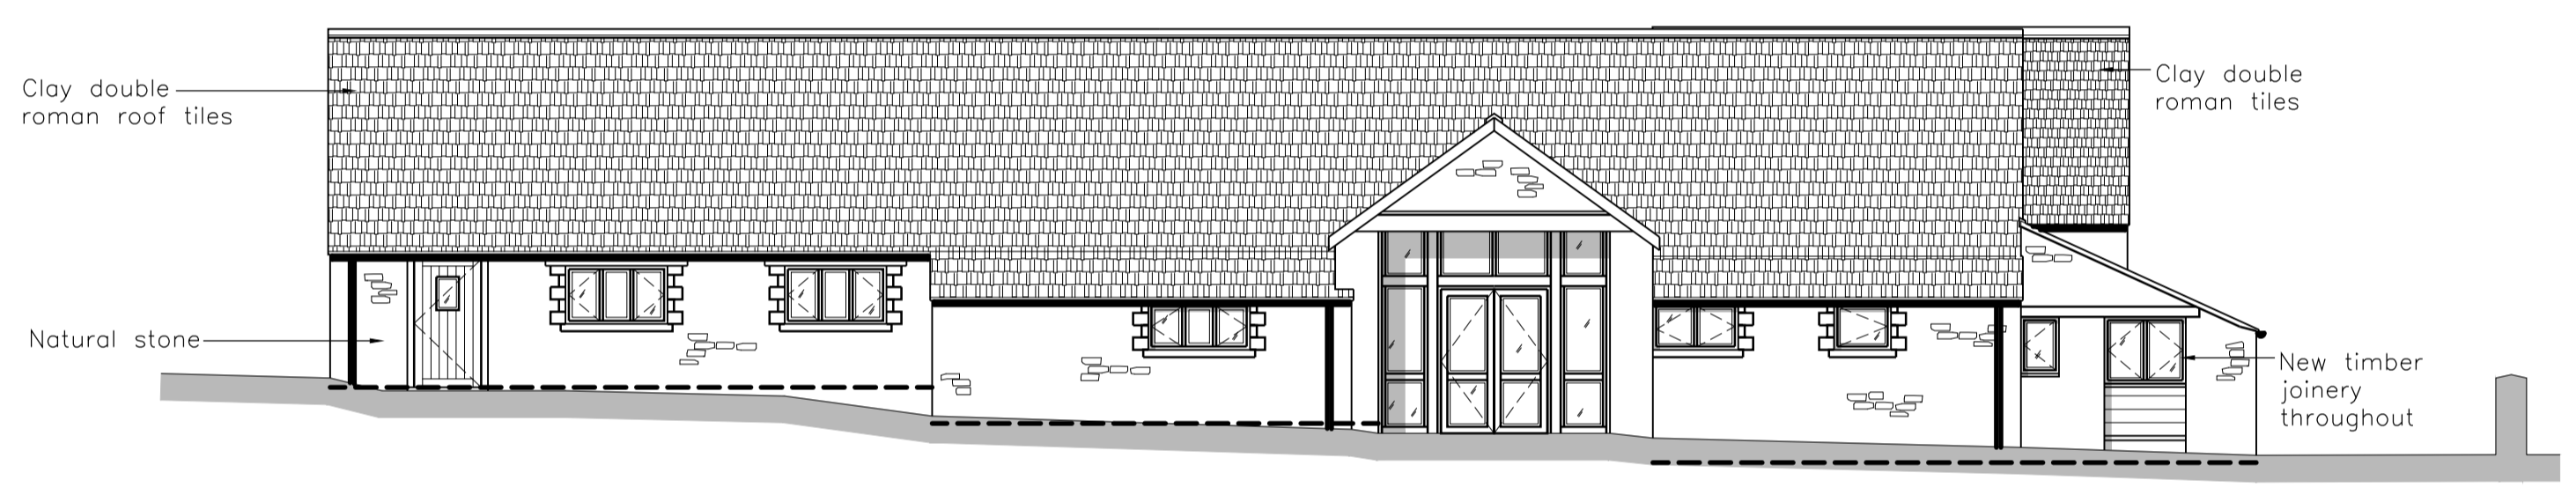 Clay double
roman roof tiles
Natural stone
Clay double
roman tiles
New timber
joinery
throughout